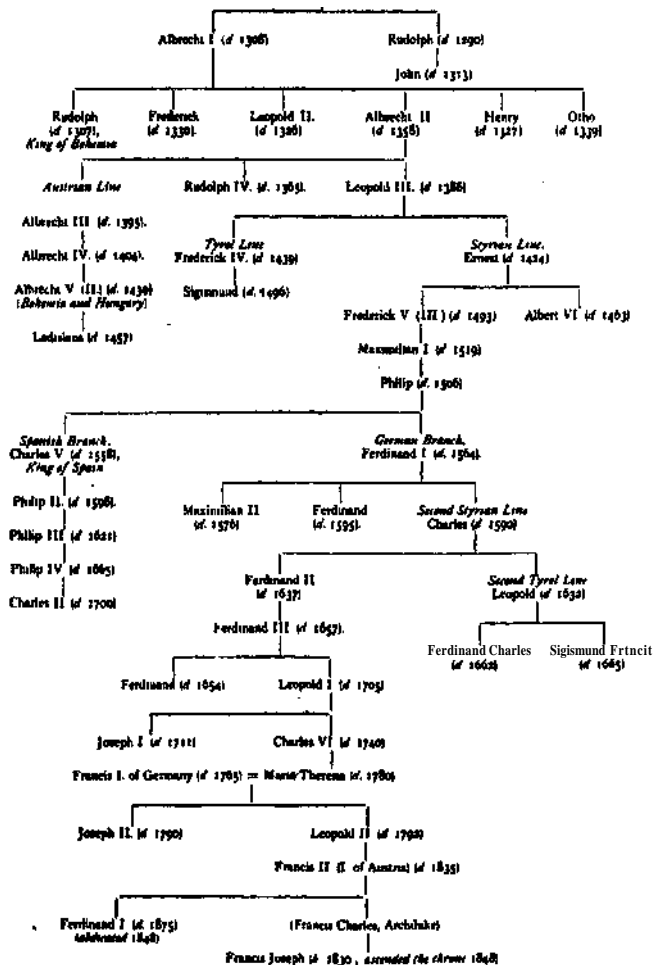 Albrecht I (d 1308)
Rudolph (d 1290)
John (d 1313)
Rudolph
(d 1307),
King of Bohemia
Frederick
(d 1330).
Leopold II.
(d 1326)
Albrecht II
(d 1358)
Henry
(d 1327)
Otho
(d 1339)
Austrian Line
Rudolph IV. (d. 1365).
Leopold III. (d 1386)
Albrecht III (d 1395).
Albrecht IV. (d 1404).
Albrecht V (II.) (d 1439)
[Bohemia and Hungary]
Ladislaus (d 1457)
Tyrol Line
Frederick IV. (d 1439)
Sigismund (d. 1496)
Styrian Line.
Ernest (d 1424)
Frederick V (III) (d 1493)
Albert VI (d 1463)
Maximilian I (d 1519)
Philip (d. 1506)
Spanish Branch.
Charles V (d 1558),
King of Spain
Philip II. (d 1598).
Philip III (d 1621)
Philip IV (d 1665)
Charles II (d 1700)
German Branch,
Ferdinand I (d 1564).
Maximilian II
(d. 1576)
Ferdinand
(d 1595).
Second Styrian Line
Charles (d 1590)
Ferdinand II
(d 1637)
Second Tyrol Line
Leopold (d 1632)
Ferdinand III (d 1657).
Ferdinand Charles
(d 1662)
Sigismund Frtncit
(d 1665)
Ferdinand (d 1654)
Leopold I (d 1705)
Joseph I (d 1711)
Charles VI (d 1740)
Francis I. of Germany (d 1765) = Maria Theresa (d. 1780)
Joseph II. (d 1790)
Leopold II (d 1792)
Francis II (I. of Austria) (d 1835)
Ferdinand I (d 1875)
(abdicated 1848)
(Francis Charles, Archduke)
Francis Joseph (b 1830, ascended the throne 1848)